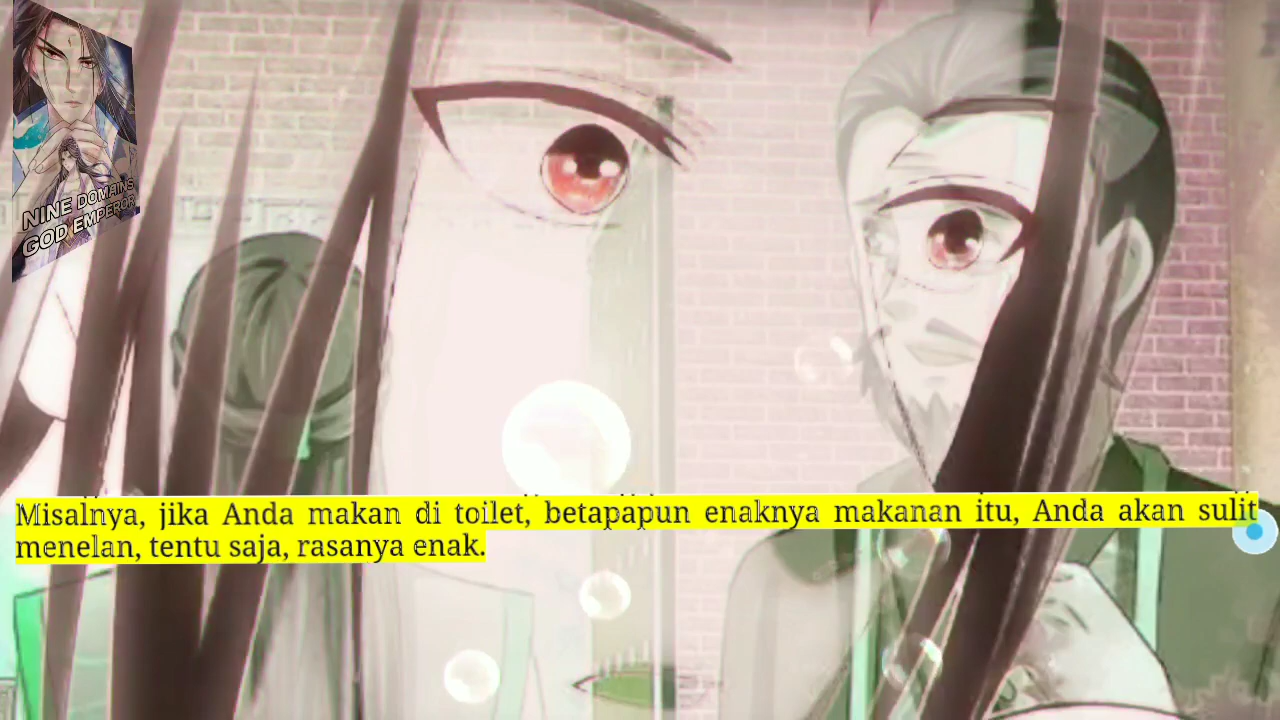 NINE DOMAINS
GOD EMPEROR
Misalnya, jika Anda makan di toilet, betapapun enaknya makanan itu, Anda akan sulit
menelan, tentu saja, rasanya enak.